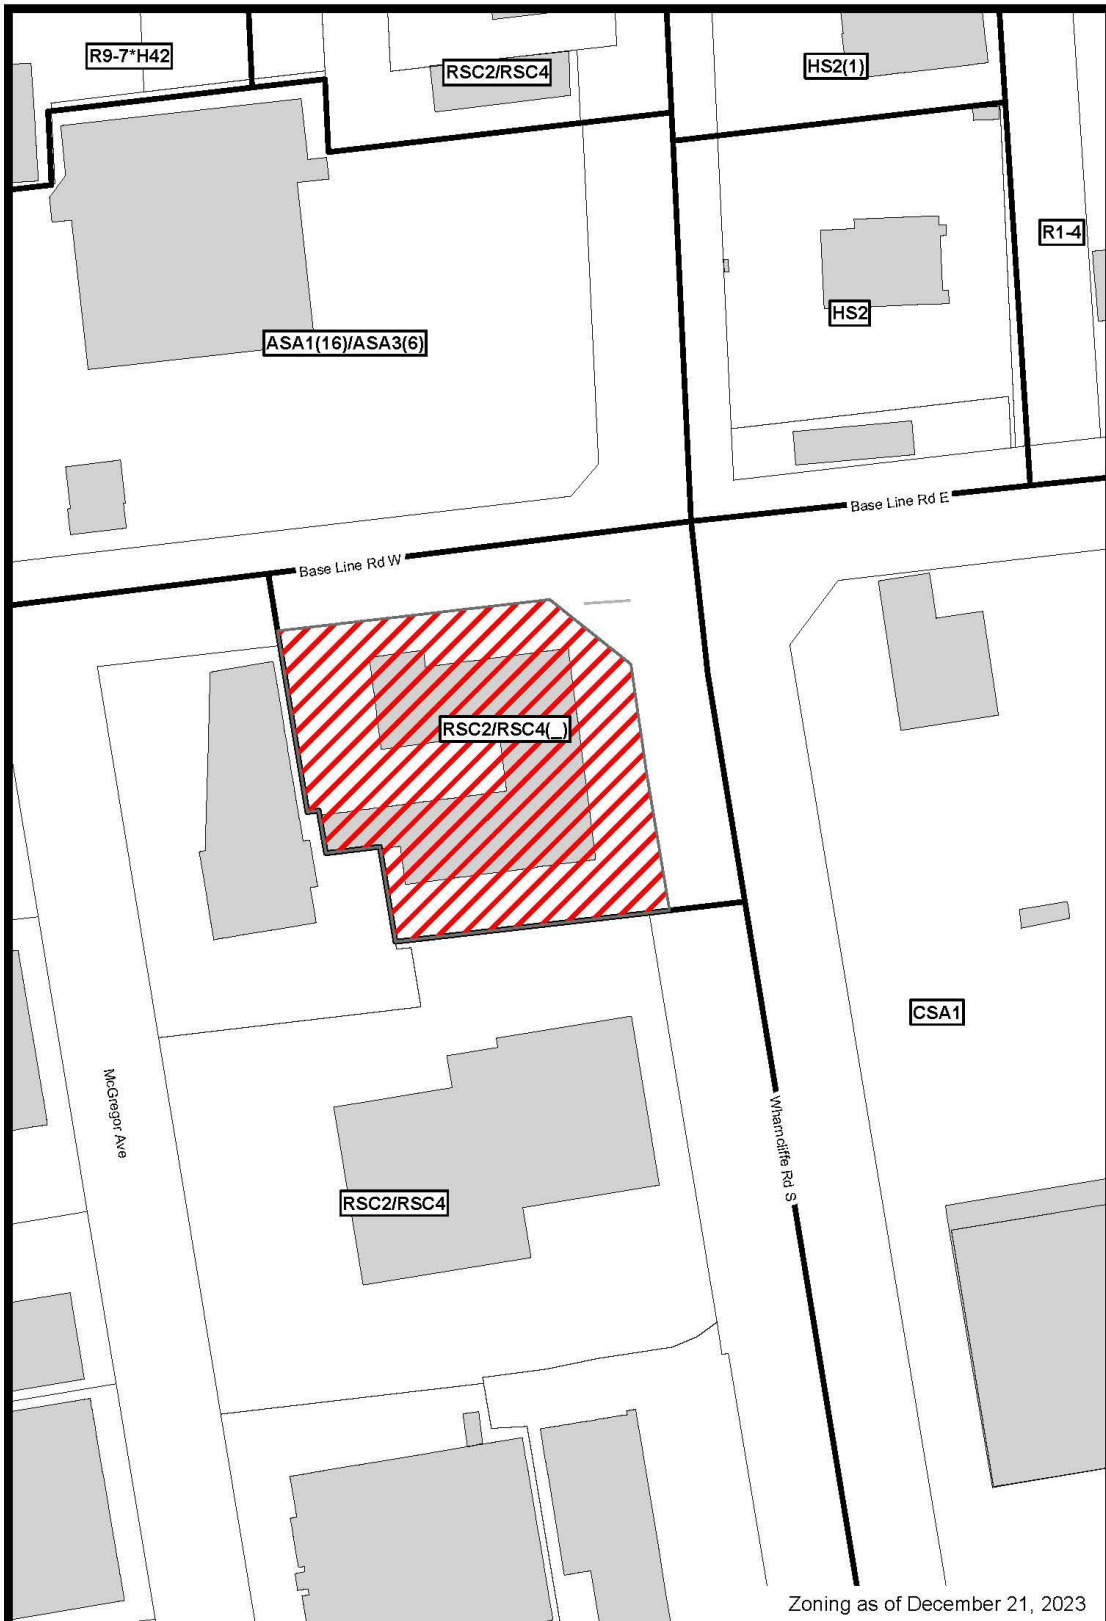 R9-7*H42
RSC2/RSC4
HS2(1)
R1-4
HS2
ASA1(16)/ASA3(6)
Base Line Rd E
Base Line Rd W
RSC2/RSC4(_)
CSA1
McGregor Ave
Wharncliffe Rd S
RSC2/RSC4
Zoning as of December 21, 2023